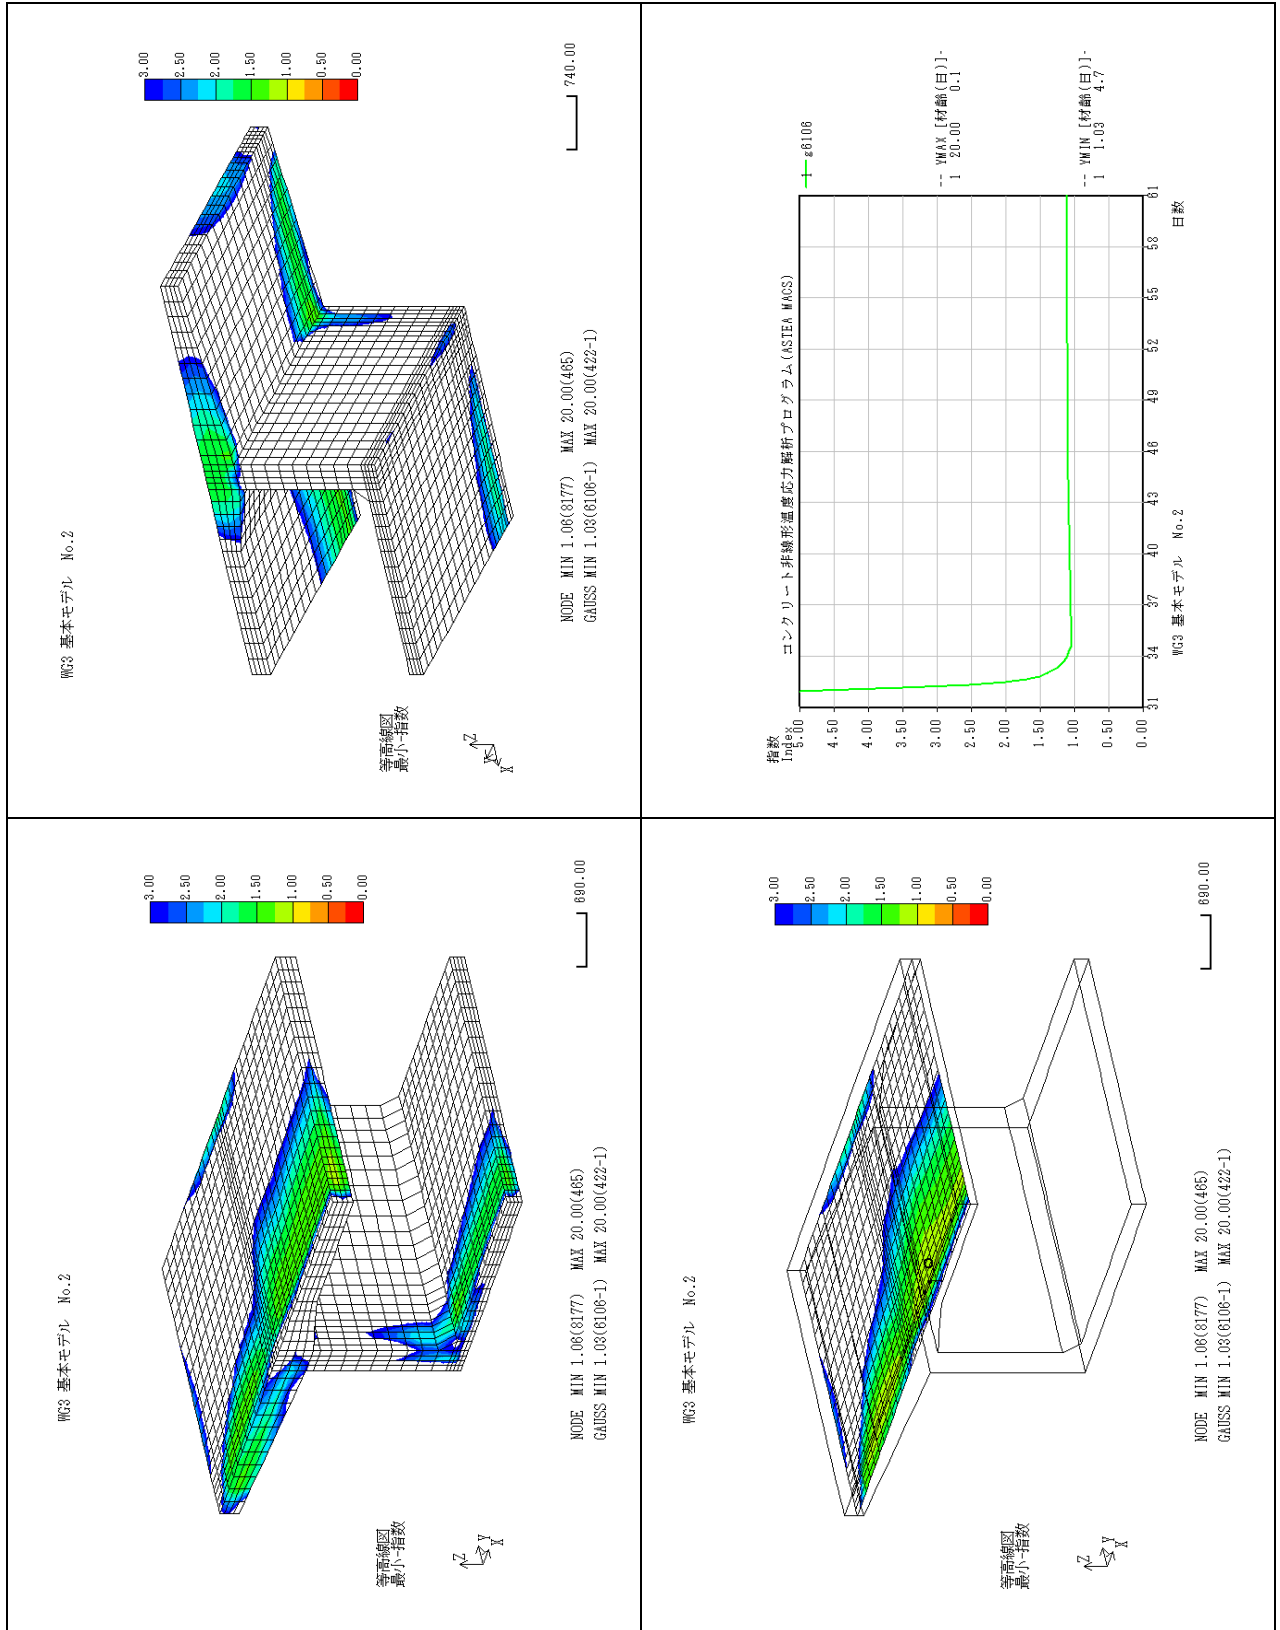 WG3 基本モデル No.2
3.00
2.50
2.00
1.50
1.00
0.50
0.00
等高線図
最小-指数
Z
Y
X
690.00
NODE MIN 1.06(8177) MAX 20.00(465)
GAUSS MIN 1.03(6106-1) MAX 20.00(422-1)
WG3 基本モデル No.2
3.00
2.50
2.00
1.50
1.00
0.50
0.00
等高線図
最小-指数
Z
Y
X
740.00
NODE MIN 1.06(8177) MAX 20.00(465)
GAUSS MIN 1.03(6106-1) MAX 20.00(422-1)
WG3 基本モデル No.2
3.00
2.50
2.00
1.50
1.00
0.50
0.00
等高線図
最小-指数
Z
Y
X
690.00
NODE MIN 1.06(8177) MAX 20.00(465)
GAUSS MIN 1.03(6106-1) MAX 20.00(422-1)
コンクリート非線形温度応力解析プログラム(ASTEA MACS)
指数
Index
5.00
4.50
4.00
3.50
3.00
2.50
2.00
1.50
1.00
0.50
0.00
31 34 37 40 43 46 49 52 55 58 61
日数
1 g6106
-- YMAX [材齢(日)]-
1 20.00 0.1
-- YMIN [材齢(日)]-
1 1.03 4.7
WG3 基本モデル No.2